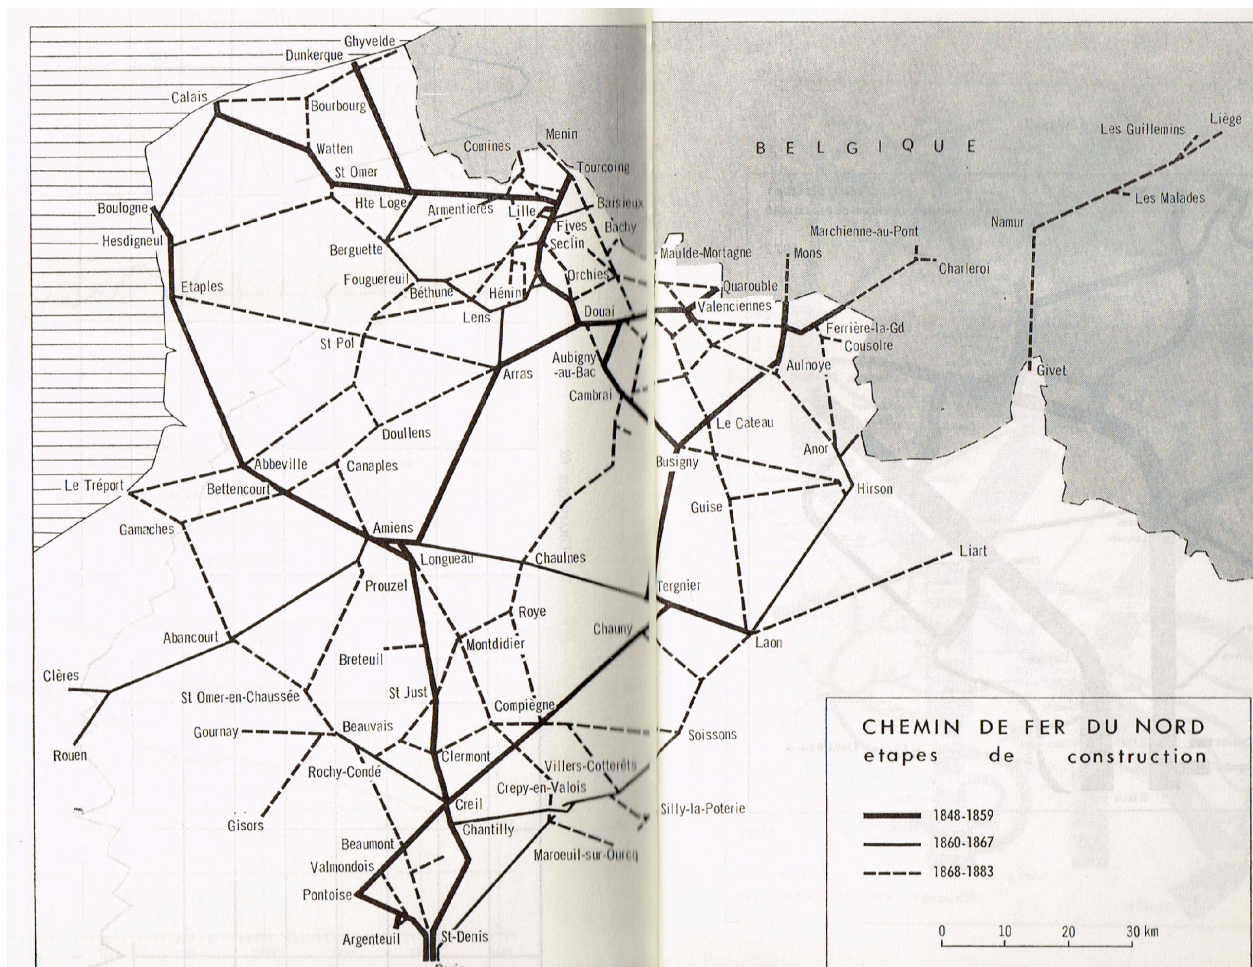 Ghyvelde
Dunkerque
Calais
Bourbourg
Watten
St Omer
Comines
Menin
Tourcoing
BELGIQUE
Les Guillemins
Liège
Les Malades
Namur
Boulogne
Hesdigneul
Hte Loge
Armentières
Lille
Baisieux
Fives
Bachy
Seclin
Berguette
Etaples
Fouguereuil
Béthune
Hénin
Orchies
Lens
Douai
Maulde-Mortagne
Mons
Marchienne-au-Pont
Charleroi
Quarouble
Valenciennes
Ferrière-la-Gd
Cousolre
St Pol
Arras
Aubigny
-au-Bac
Cambrai
Aulnoye
Givet
Doullens
Le Cateau
Anor
Abbeville
Canaples
Busigny
Le Tréport
Bettencourt
Hirson
Guise
Gamaches
Amiens
Longueau
Chaulnes
Liart
Prouzel
Tergnier
Roye
Chauny
Abancourt
Montdidier
Laon
Breteuil
Clères
St Omer-en-Chaussée
St Just
Compiègne
Gournay
Beauvais
Soissons
Rouen
Clermont
Rochy-Condé
Villers-Cotterêts
Crepy-en-Valois
Creil
Silly-la-Poterie
Gisors
Chantilly
Beaumont
Maroeuil-sur-Ourcq
Valmondois
Pontoise
Argenteuil
St-Denis
CHEMIN DE FER DU NORD
etapes de construction
1848-1859
1860-1867
1868-1883
0 10 20 30 km